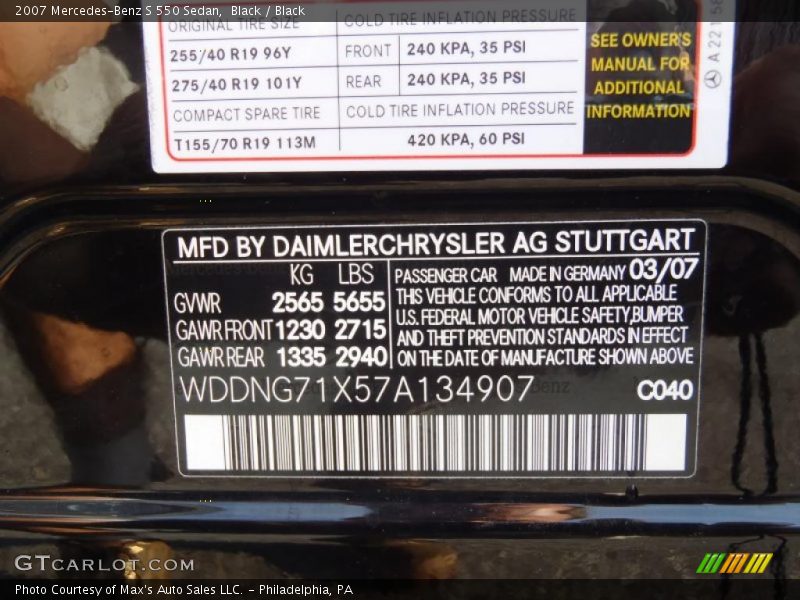 2007 Mercedes-Benz S 550 Sedan, Black / Black
ORIGINAL TIRE SIZE COLD TIRE INFLATION PRESSURE
255/40 R19 96Y FRONT 240 KPA, 35 PSI
275/40 R19 101Y REAR 240 KPA, 35 PSI
COMPACT SPARE TIRE COLD TIRE INFLATION PRESSURE
T155/70 R19 113M 420 KPA, 60 PSI
SEE OWNER'S
MANUAL FOR
ADDITIONAL
INFORMATION
A 22
MFD BY DAIMLERCHRYSLER AG STUTTGART
KG LBS
GVWR 2565 5655
GAWR FRONT 1230 2715
GAWR REAR 1335 2940
PASSENGER CAR MADE IN GERMANY 03/07
THIS VEHICLE CONFORMS TO ALL APPLICABLE
U.S. FEDERAL MOTOR VEHICLE SAFETY,BUMPER
AND THEFT PREVENTION STANDARDS IN EFFECT
ON THE DATE OF MANUFACTURE SHOWN ABOVE
WDDNG71X57A134907 C040
GTCARLOT.COM
Photo Courtesy of Max's Auto Sales LLC. - Philadelphia, PA